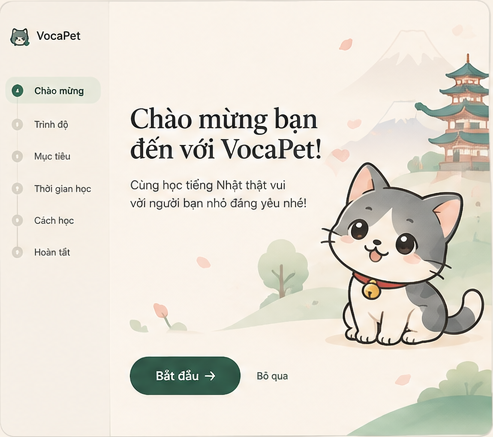 VocaPet
Chào mừng
Trình độ
Mục tiêu
Thời gian học
Cách học
Hoàn tất
Chào mừng bạn
đến với VocaPet!
Cùng học tiếng Nhật thật vui
với người bạn nhỏ đáng yêu nhé!
Bắt đầu →
Bỏ qua